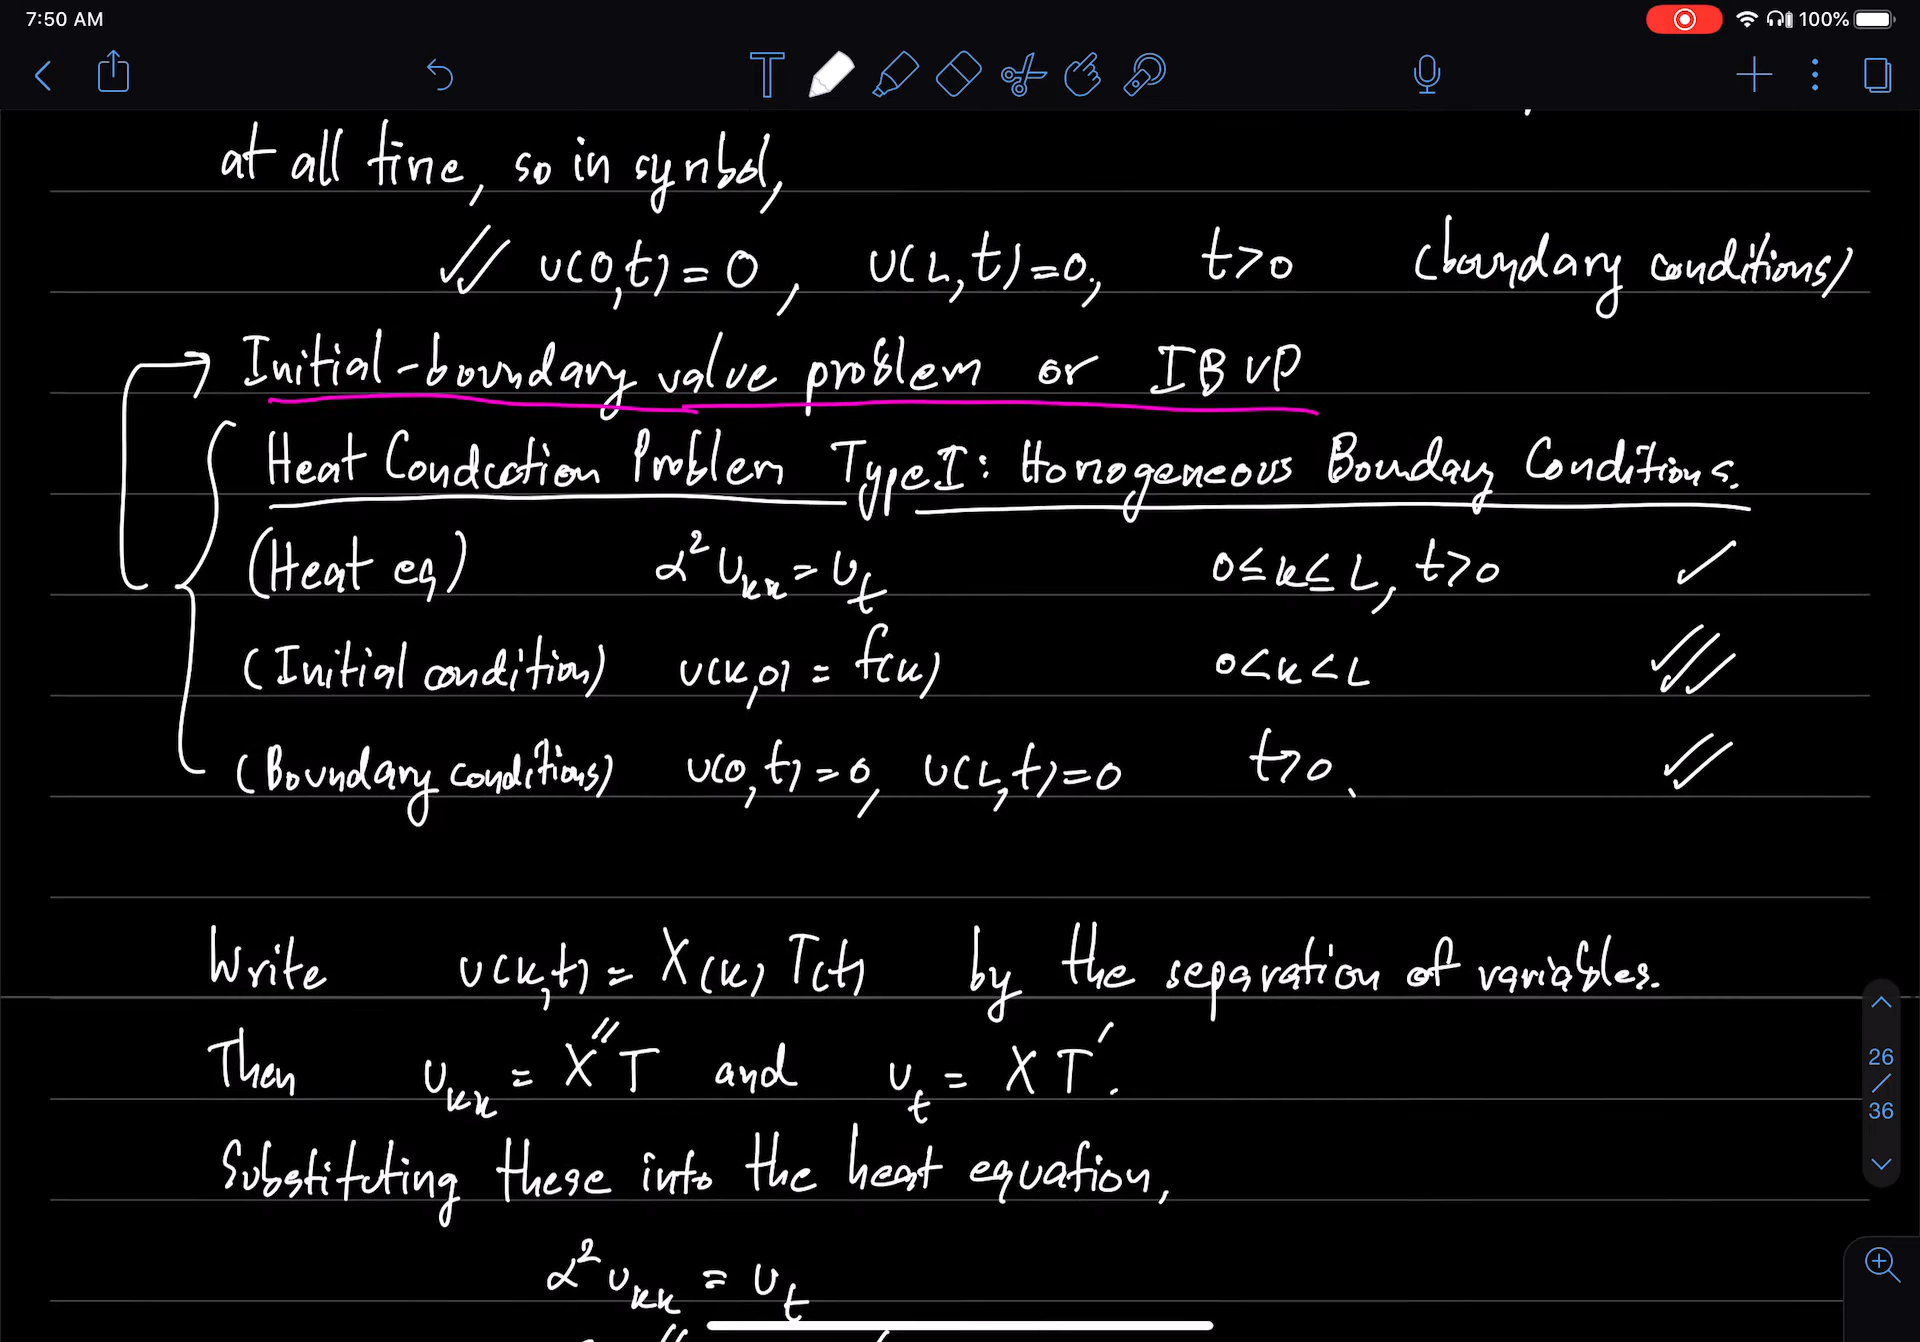 7:50 AM 100%
at all time, so in symbol,
u(0,t)=0, u(L,t)=0, t>0 (boundary conditions)
Initial-boundary value problem or IBVP
Heat Conduction Problem Type I: Homogeneous Boundary Conditions.
(Heat eq) α²uₓₓ = uₜ 0≤x≤L, t>0 ✓
(Initial condition) u(x,0) = f(x) 0<x<L
(Boundary conditions) u(0,t)=0, u(L,t)=0 t>0.
Write u(x,t) = X(x) T(t) by the separation of variables.
Then uₓₓ = X″T and uₜ = XT′.
Substituting these into the heat equation,
α²uₓₓ = uₜ
26
/
36